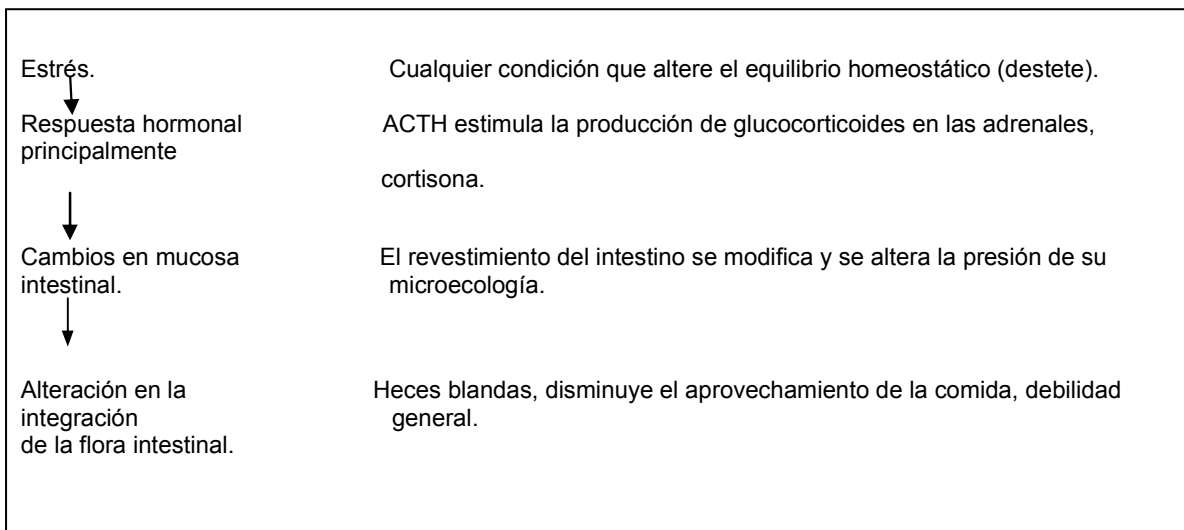 Estrés. Cualquier condición que altere el equilibrio homeostático (destete).
Respuesta hormonal ACTH estimula la producción de glucocorticoides en las adrenales,
principalmente
cortisona.
Cambios en mucosa El revestimiento del intestino se modifica y se altera la presión de su
intestinal. microecología.
Alteración en la Heces blandas, disminuye el aprovechamiento de la comida, debilidad
integración general.
de la flora intestinal.